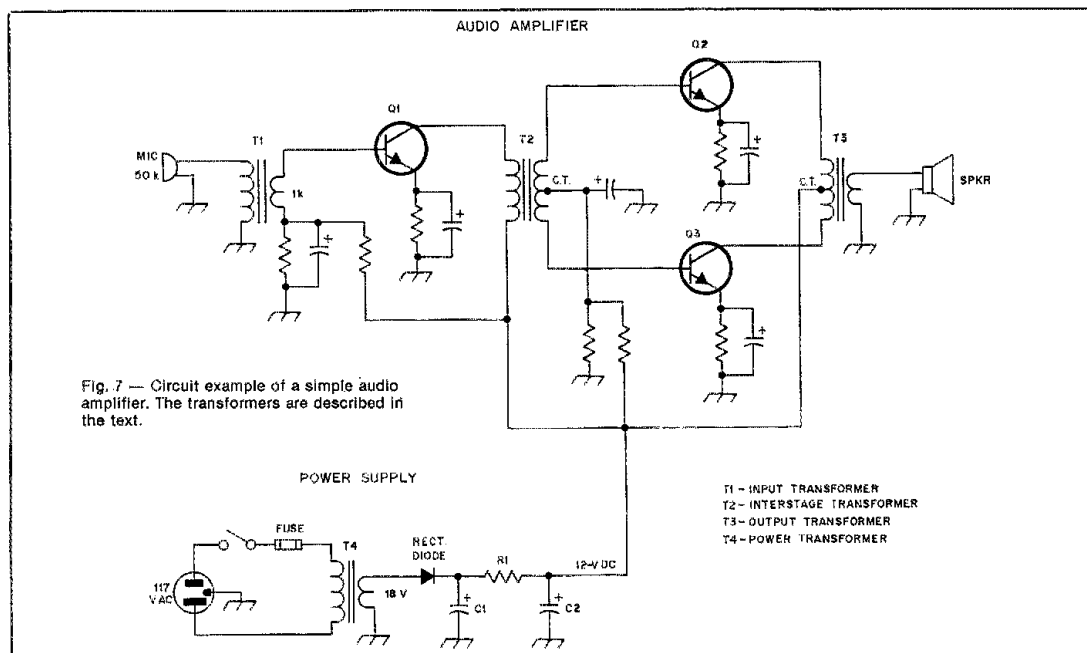 AUDIO AMPLIFIER
Q2
Q1
T1
T2
T3
MIC
50 k
1k
C.T.
C.T.
SPKR
Q3
Fig. 7 — Circuit example of a simple audio
amplifier. The transformers are described in
the text.
POWER SUPPLY
T1 - INPUT TRANSFORMER
T2 - INTERSTAGE TRANSFORMER
T3 - OUTPUT TRANSFORMER
T4 - POWER TRANSFORMER
FUSE
T4
RECT.
DIODE
R1
12-V DC
117
VAC
18 V
C1
C2
+
+
+
+
+
+
+